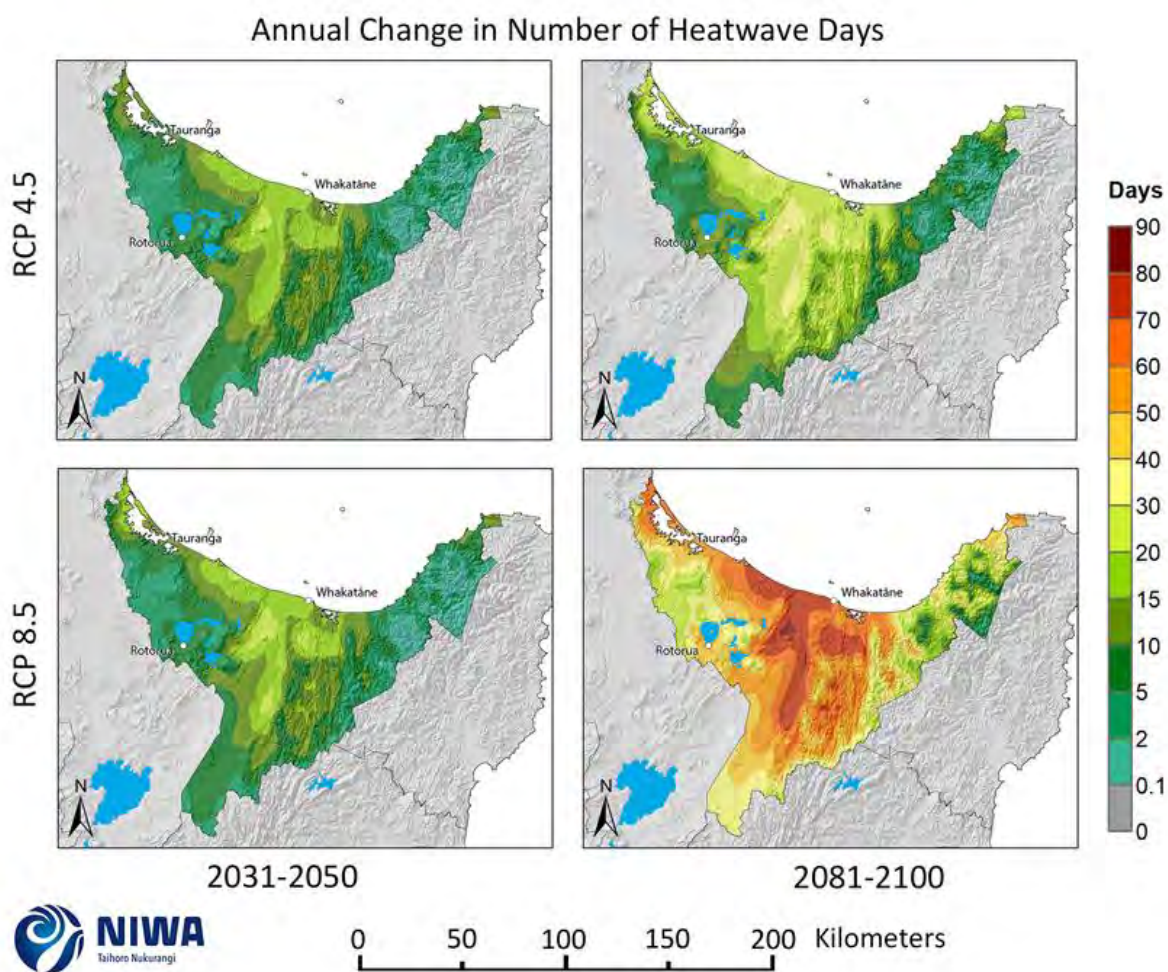 Annual Change in Number of Heatwave Days
RCP 4.5
Tauranga
Whakatāne
Rotorua
N
Tauranga
Whakatāne
Rotorua
N
Days
90
80
70
60
50
40
30
20
15
10
5
2
0.1
0
RCP 8.5
Tauranga
Whakatāne
Rotorua
N
Tauranga
Whakatāne
Rotorua
N
2031-2050
2081-2100
NIWA
Taihoro Nukurangi
0 50 100 150 200 Kilometers